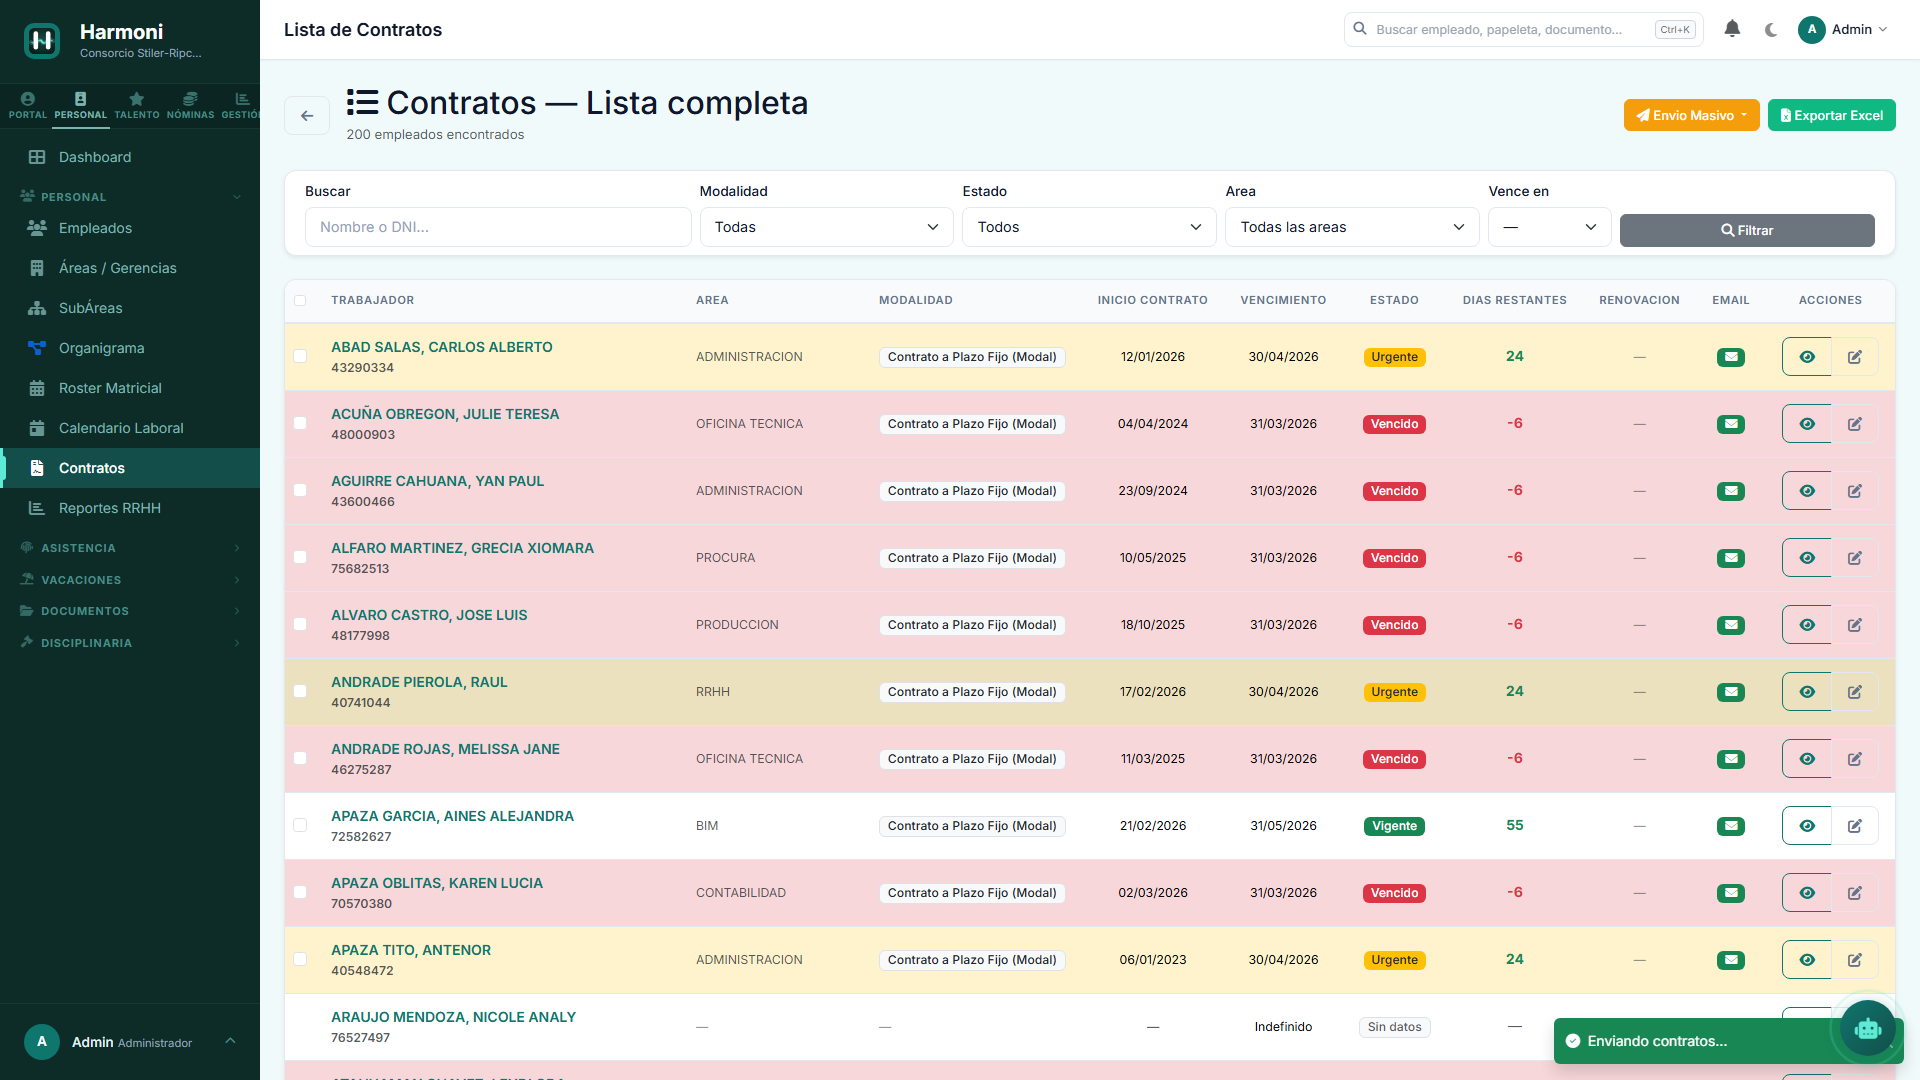 Harmoni
Consorcio Stiler-Ripc...
PORTAL PERSONAL TALENTO NÓMINAS GESTIÓ
Dashboard
PERSONAL
Empleados
Áreas / Gerencias
SubÁreas
Organigrama
Roster Matricial
Calendario Laboral
Contratos
Reportes RRHH
ASISTENCIA
VACACIONES
DOCUMENTOS
DISCIPLINARIA
A Admin Administrador
Lista de Contratos
Buscar empleado, papeleta, documento... Ctrl+K
A Admin
Contratos — Lista completa
200 empleados encontrados
Envio Masivo
Exportar Excel
Buscar Modalidad Estado Area Vence en
Nombre o DNI... Todas Todos Todas las areas — Filtrar
TRABAJADOR AREA MODALIDAD INICIO CONTRATO VENCIMIENTO ESTADO DIAS RESTANTES RENOVACION EMAIL ACCIONES
ABAD SALAS, CARLOS ALBERTO
43290334
ADMINISTRACION Contrato a Plazo Fijo (Modal) 12/01/2026 30/04/2026 Urgente 24 —
ACUÑA OBREGON, JULIE TERESA
48000903
OFICINA TECNICA Contrato a Plazo Fijo (Modal) 04/04/2024 31/03/2026 Vencido -6 —
AGUIRRE CAHUANA, YAN PAUL
43600466
ADMINISTRACION Contrato a Plazo Fijo (Modal) 23/09/2024 31/03/2026 Vencido -6 —
ALFARO MARTINEZ, GRECIA XIOMARA
75682513
PROCURA Contrato a Plazo Fijo (Modal) 10/05/2025 31/03/2026 Vencido -6 —
ALVARO CASTRO, JOSE LUIS
48177998
PRODUCCION Contrato a Plazo Fijo (Modal) 18/10/2025 31/03/2026 Vencido -6 —
ANDRADE PIEROLA, RAUL
40741044
RRHH Contrato a Plazo Fijo (Modal) 17/02/2026 30/04/2026 Urgente 24 —
ANDRADE ROJAS, MELISSA JANE
46275287
OFICINA TECNICA Contrato a Plazo Fijo (Modal) 11/03/2025 31/03/2026 Vencido -6 —
APAZA GARCIA, AINES ALEJANDRA
72582627
BIM Contrato a Plazo Fijo (Modal) 21/02/2026 31/05/2026 Vigente 55 —
APAZA OBLITAS, KAREN LUCIA
70570380
CONTABILIDAD Contrato a Plazo Fijo (Modal) 02/03/2026 31/03/2026 Vencido -6 —
APAZA TITO, ANTENOR
40548472
ADMINISTRACION Contrato a Plazo Fijo (Modal) 06/01/2023 30/04/2026 Urgente 24 —
ARAUJO MENDOZA, NICOLE ANALY
76527497
— — — Indefinido Sin datos —
Enviando contratos...